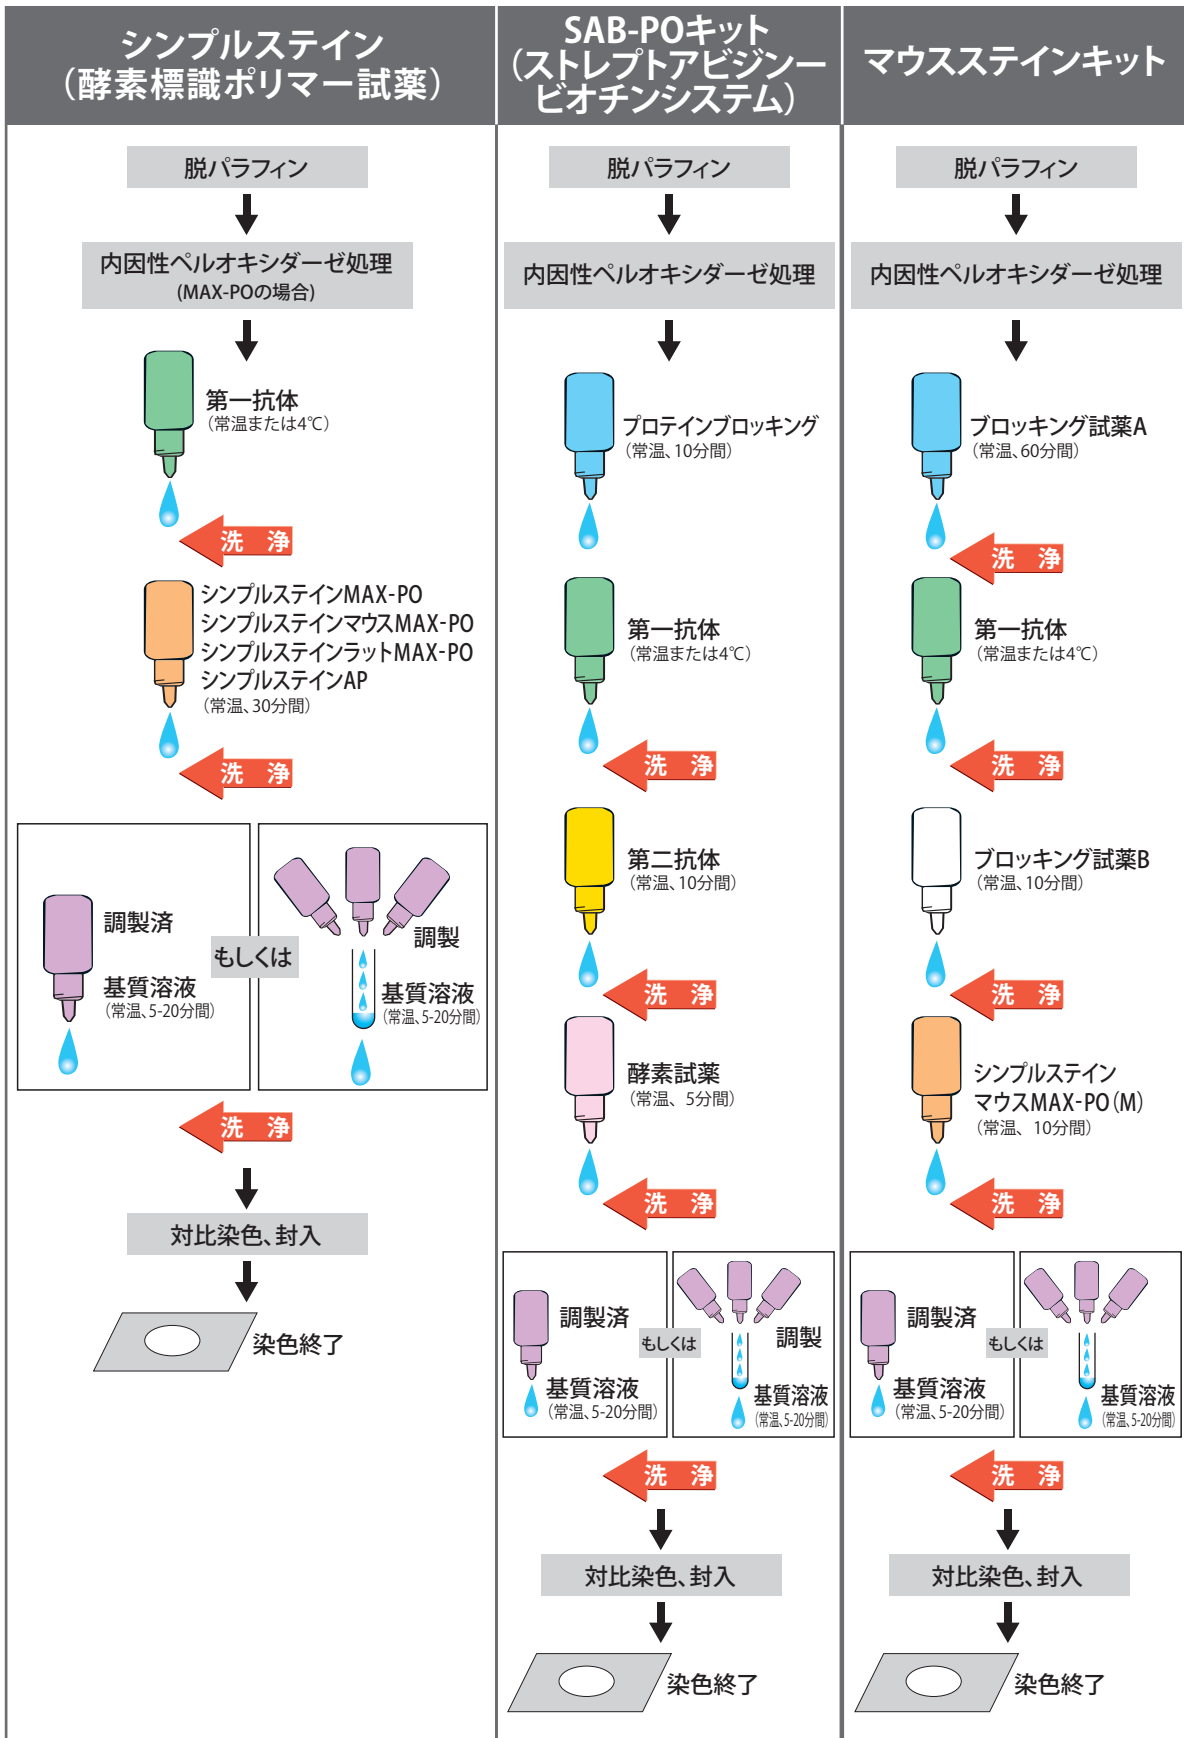 シンプルステイン
（酵素標識ポリマー試薬）
脱パラフィン
内因性ペルオキシダーゼ処理
(MAX-POの場合)
第一抗体
（常温または4℃）
洗　浄
シンプルステインMAX-PO
シンプルステインマウスMAX-PO
シンプルステインラットMAX-PO
シンプルステインAP
（常温、30分間）
洗　浄
調製済
基質溶液
（常温、5-20分間）
もしくは
調製
基質溶液
（常温、5-20分間）
洗　浄
対比染色、封入
染色終了
SAB-POキット
（ストレプトアビジンー
ビオチンシステム）
脱パラフィン
内因性ペルオキシダーゼ処理
プロテインブロッキング
（常温、10分間）
第一抗体
（常温または4℃）
洗　浄
第二抗体
（常温、10分間）
洗　浄
酵素試薬
（常温、 5分間）
洗　浄
調製済
基質溶液
（常温、5-20分間）
もしくは
調製
基質溶液
（常温、5-20分間）
洗　浄
対比染色、封入
染色終了
マウスステインキット
脱パラフィン
内因性ペルオキシダーゼ処理
ブロッキング試薬A
（常温、60分間）
洗　浄
第一抗体
（常温または4℃）
洗　浄
ブロッキング試薬B
（常温、10分間）
洗　浄
シンプルステイン
マウスMAX-PO（M）
（常温、 10分間）
洗　浄
調製済
基質溶液
（常温、5-20分間）
もしくは
基質溶液
（常温、5-20分間）
洗　浄
対比染色、封入
染色終了